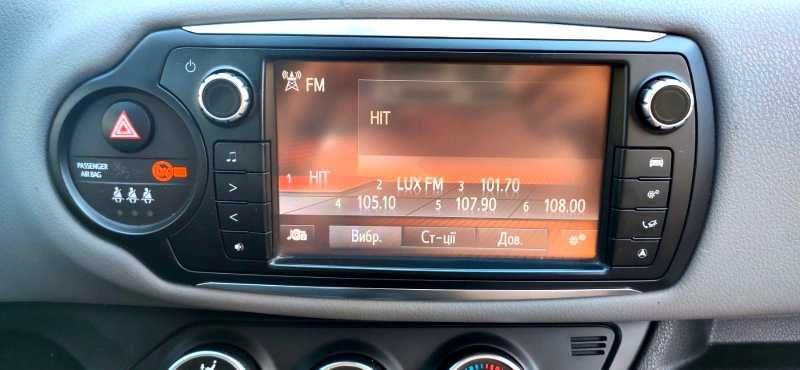 FM
HIT
1 HIT 2 LUX FM 3 101.70
4 105.10 5 107.90 6 108.00
Вибр. Ст-ції Дов.
PASSENGER
AIR BAG